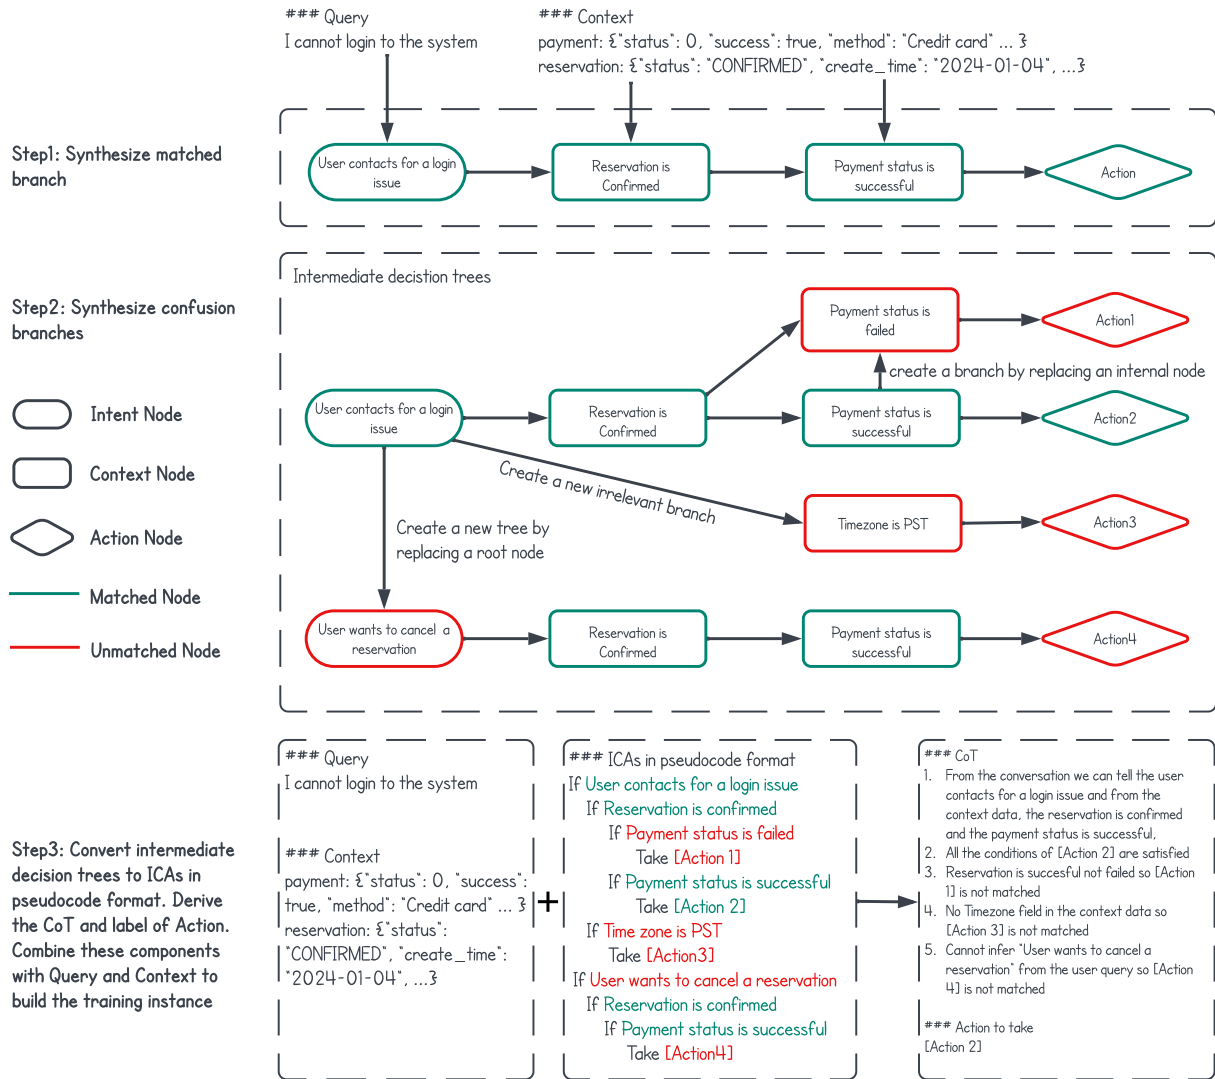 ### Query
I cannot login to the system
### Context
payment: {"status": 0, "success": true, "method": "Credit card" ... }
reservation: {"status": "CONFIRMED", "create_time": "2024-01-04", ...}
Step1: Synthesize matched
branch
User contacts for a login
issue
Reservation is
Confirmed
Payment status is
successful
Action
Step2: Synthesize confusion
branches
Intermediate decistion trees
Payment status is
failed
Action1
create a branch by replacing an internal node
User contacts for a login
issue
Reservation is
Confirmed
Payment status is
successful
Action2
Create a new irrelevant branch
Timezone is PST
Action3
Create a new tree by
replacing a root node
User wants to cancel a
reservation
Reservation is
Confirmed
Payment status is
successful
Action4
Intent Node
Context Node
Action Node
Matched Node
Unmatched Node
Step3: Convert intermediate
decision trees to ICAs in
pseudocode format. Derive
the CoT and label of Action.
Combine these components
with Query and Context to
build the training instance
### Query
I cannot login to the system
### Context
payment: {"status": 0, "success":
true, "method": "Credit card" ... }
reservation: {"status":
"CONFIRMED", "create_time":
"2024-01-04", ...}
+
### ICAs in pseudocode format
If User contacts for a login issue
If Reservation is confirmed
If Payment status is failed
Take [Action 1]
If Payment status is successful
Take [Action 2]
If Time zone is PST
Take [Action3]
If User wants to cancel a reservation
If Reservation is confirmed
If Payment status is successful
Take [Action4]
### CoT
1. From the conversation we can tell the user
contacts for a login issue and from the
context data, the reservation is confirmed
and the payment status is successful,
2. All the conditions of [Action 2] are satisfied
3. Reservation is succesful not failed so [Action
1] is not matched
4. No Timezone field in the context data so
[Action 3] is not matched
5. Cannot infer "User wants to cancel a
reservation" from the user query so [Action
4] is not matched
### Action to take
[Action 2]